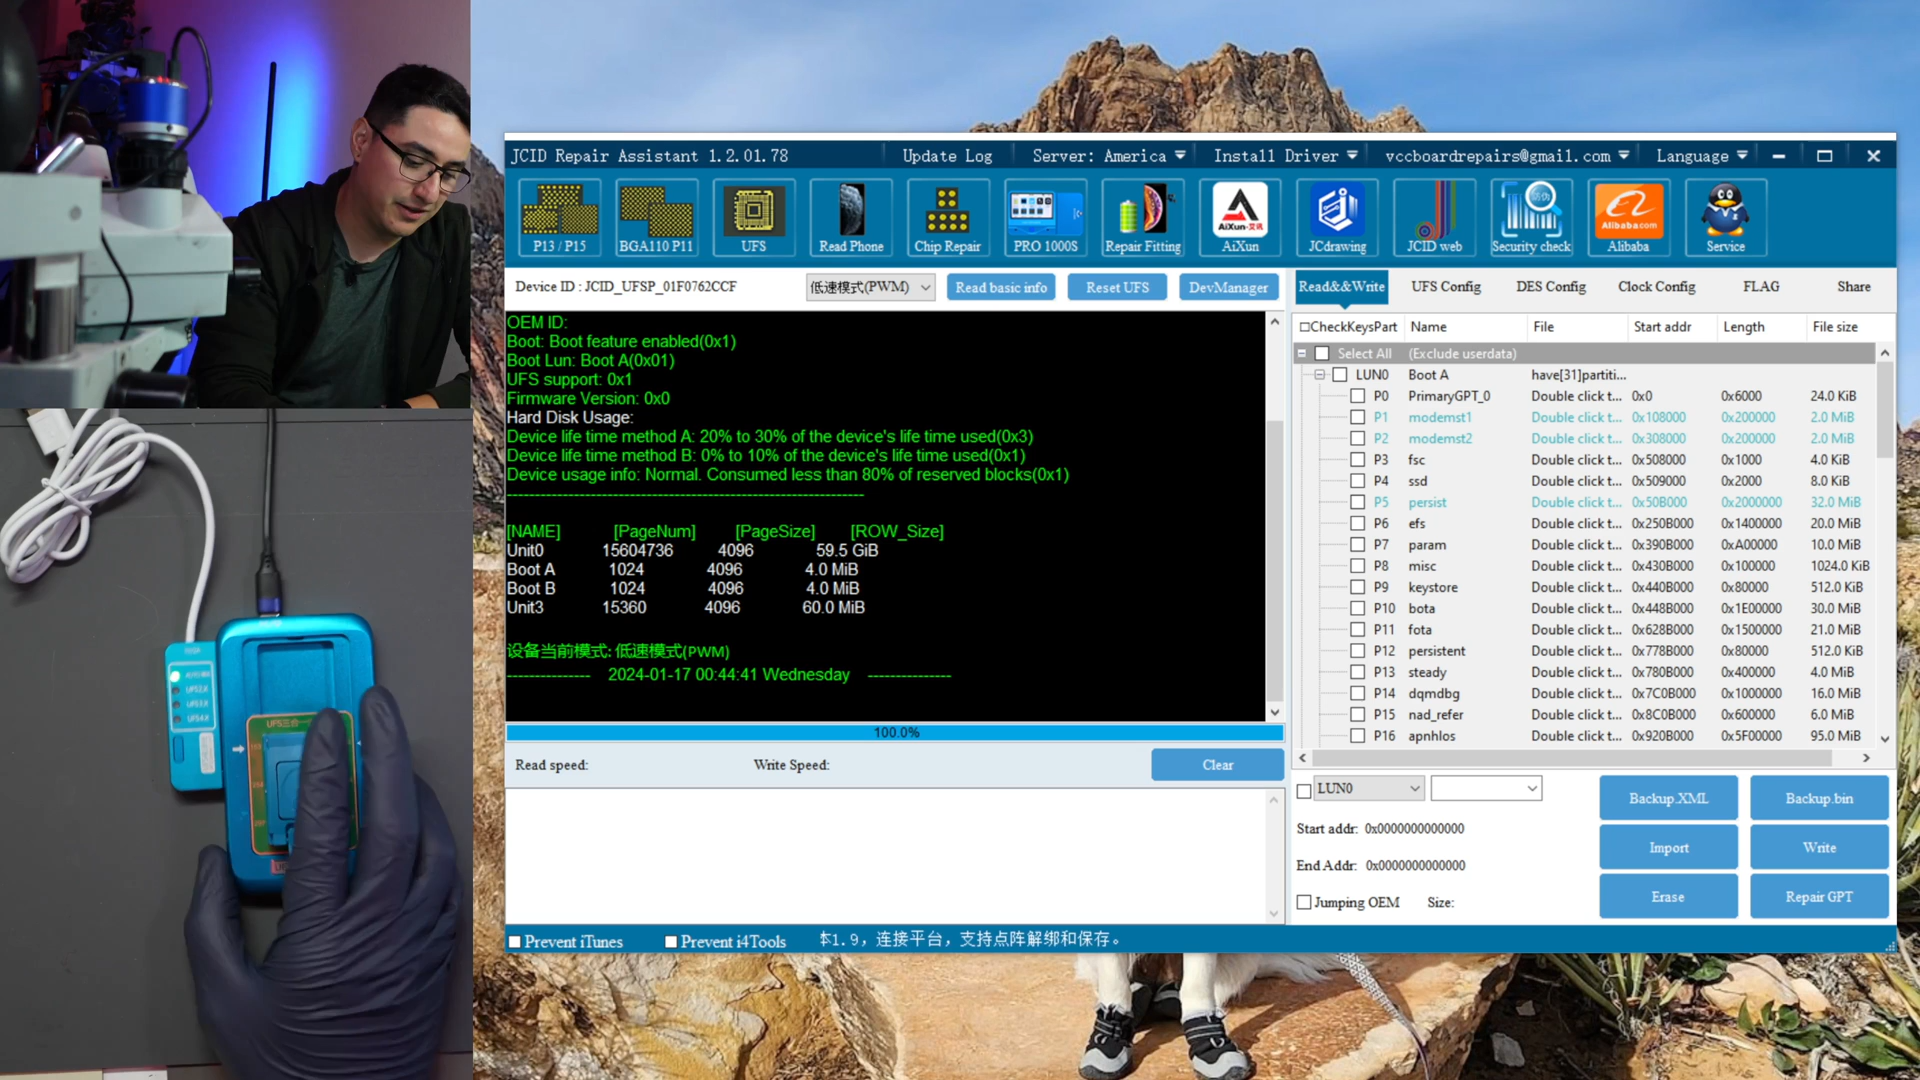 JCID Repair Assistant 1.2.01.78
Update Log
Server: America
Install Driver
vccboardrepairs@gmail.com
Language
P13 / P15
BGA110 P11
UFS
Read Phone
Chip Repair
PRO 1000S
Repair Fitting
AiXun·艾讯
AiXun
JCdrawing
JCID web
Security check
Alibaba.com
Alibaba
Service
Device ID : JCID_UFSP_01F0762CCF
低速模式(PWM)
Read basic info
Reset UFS
DevManager
OEM ID:
Boot: Boot feature enabled(0x1)
Boot Lun: Boot A(0x01)
UFS support: 0x1
Firmware Version: 0x0
Hard Disk Usage:
Device life time method A: 20% to 30% of the device's life time used(0x3)
Device life time method B: 0% to 10% of the device's life time used(0x1)
Device usage info: Normal. Consumed less than 80% of reserved blocks(0x1)
[NAME] [PageNum] [PageSize] [ROW_Size]
Unit0 15604736 4096 59.5 GiB
Boot A 1024 4096 4.0 MiB
Boot B 1024 4096 4.0 MiB
Unit3 15360 4096 60.0 MiB
设备当前模式: 低速模式(PWM)
--------------- 2024-01-17 00:44:41 Wednesday ---------------
100.0%
Read speed:
Write Speed:
Clear
Prevent iTunes
Prevent i4Tools
本1.9，连接平台，支持点阵解绑和保存。
Read&&Write
UFS Config
DES Config
Clock Config
FLAG
Share
CheckKeysPart Name File Start addr Length File size
Select All (Exclude userdata)
LUN0 Boot A have[31]partiti...
P0 PrimaryGPT_0 Double click t... 0x0 0x6000 24.0 KiB
P1 modemst1 Double click t... 0x108000 0x200000 2.0 MiB
P2 modemst2 Double click t... 0x308000 0x200000 2.0 MiB
P3 fsc Double click t... 0x508000 0x1000 4.0 KiB
P4 ssd Double click t... 0x509000 0x2000 8.0 KiB
P5 persist Double click t... 0x50B000 0x2000000 32.0 MiB
P6 efs Double click t... 0x250B000 0x1400000 20.0 MiB
P7 param Double click t... 0x390B000 0xA00000 10.0 MiB
P8 misc Double click t... 0x430B000 0x100000 1024.0 KiB
P9 keystore Double click t... 0x440B000 0x80000 512.0 KiB
P10 bota Double click t... 0x448B000 0x1E00000 30.0 MiB
P11 fota Double click t... 0x628B000 0x1500000 21.0 MiB
P12 persistent Double click t... 0x778B000 0x80000 512.0 KiB
P13 steady Double click t... 0x780B000 0x400000 4.0 MiB
P14 dqmdbg Double click t... 0x7C0B000 0x1000000 16.0 MiB
P15 nad_refer Double click t... 0x8C0B000 0x600000 6.0 MiB
P16 apnhlos Double click t... 0x920B000 0x5F00000 95.0 MiB
LUN0
Start addr: 0x0000000000000
End Addr: 0x0000000000000
Jumping OEM
Size:
Backup.XML
Backup.bin
Import
Write
Erase
Repair GPT
UFS2.X
UFS3.X
UFS4.X